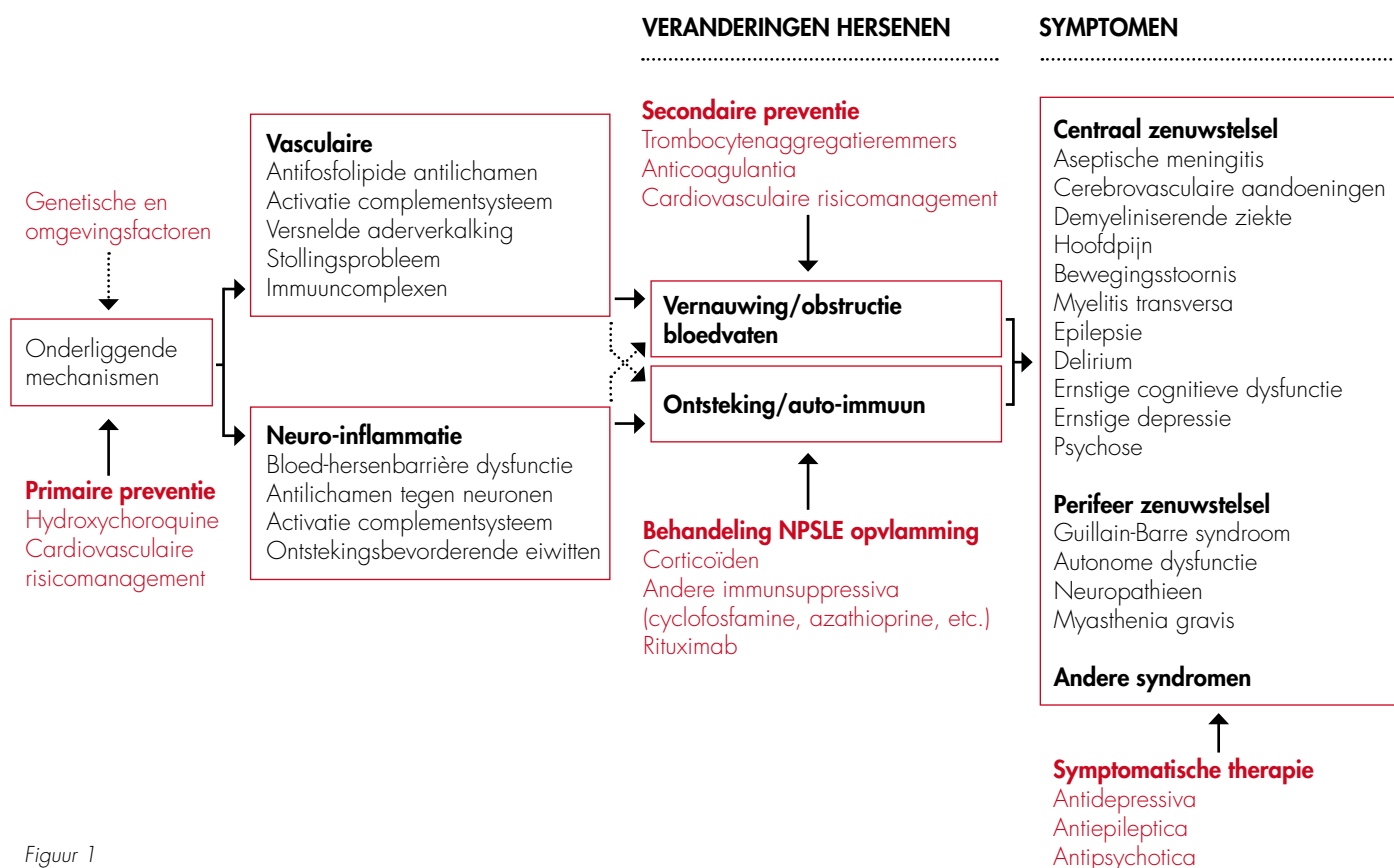 VERANDERINGEN HERSENEN
SYMPTOMEN
Genetische en
omgevingsfactoren
Onderliggende
mechanismen
Primaire preventie
Hydroxychoroquine
Cardiovasculaire
risicomanagement
Vasculaire
Antifosfolipide antilichamen
Activatie complementsysteem
Versnelde aderverkalking
Stollingsprobleem
Immuuncomplexen
Neuro-inflammatie
Bloed-hersenbarrière dysfunctie
Antilichamen tegen neuronen
Activatie complementsysteem
Ontstekingsbevorderende eiwitten
Secondaire preventie
Trombocytenaggregatieremmers
Anticoagulantia
Cardiovasculaire risicomanagement
Vernauwing/obstructie
bloedvaten
Ontsteking/auto-immuun
Behandeling NPSLE opvlamming
Corticoïden
Andere immunsuppressiva
(cyclofosfamine, azathioprine, etc.)
Rituximab
Centraal zenuwstelsel
Aseptische meningitis
Cerebrovasculaire aandoeningen
Demyeliniserende ziekte
Hoofdpijn
Bewegingsstoornis
Myelitis transversa
Epilepsie
Delirium
Ernstige cognitieve dysfunctie
Ernstige depressie
Psychose
Perifeer zenuwstelsel
Guillain-Barre syndroom
Autonome dysfunctie
Neuropathieen
Myasthenia gravis
Andere syndromen
Symptomatische therapie
Antidepressiva
Antiepileptica
Antipsychotica
Figuur 1